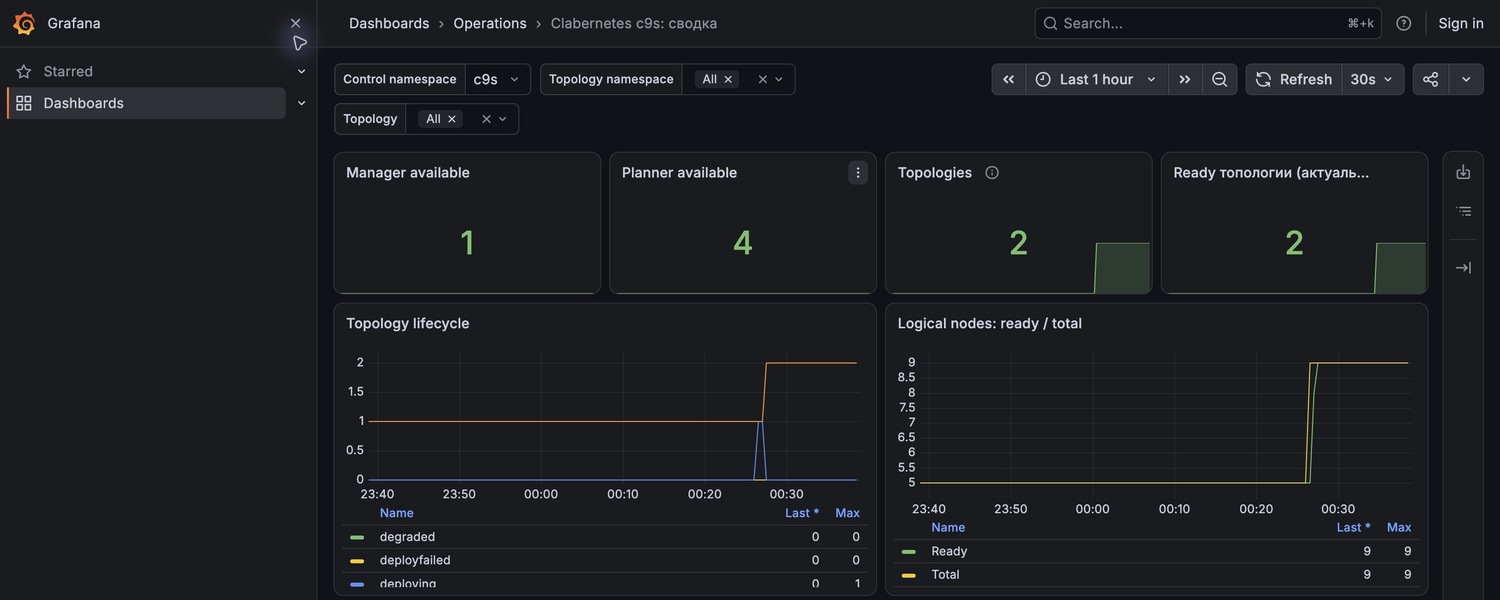 Grafana
Dashboards › Operations › Clabernetes c9s: сводка
Search...
⌘+k
Sign in
Starred
Dashboards
Control namespace c9s
Topology namespace All
Last 1 hour
Refresh 30s
Topology All
Manager available
1
Planner available
4
Topologies
2
Ready топологии (актуаль...
2
Topology lifecycle
2
1.5
1
0.5
0
23:40 23:50 00:00 00:10 00:20 00:30
Name Last * Max
degraded 0 0
deployfailed 0 0
deploying 0 1
Logical nodes: ready / total
9
8.5
8
7.5
7
6.5
6
5.5
5
23:40 23:50 00:00 00:10 00:20 00:30
Name Last * Max
Ready 9 9
Total 9 9